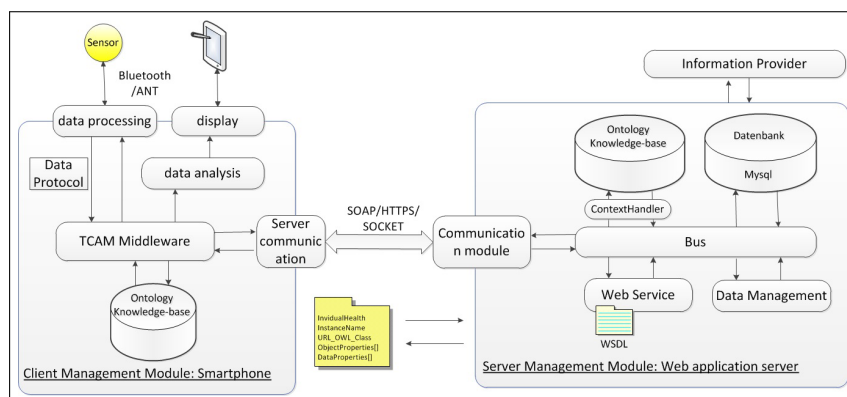 Sensor
Bluetooth
/ANT
data processing
display
Data
Protocol
data analysis
TCAM Middleware
Server
communic
ation
Ontology
Knowledge-base
Client Management Module: Smartphone
SOAP/HTTPS/
SOCKET
InvidualHealth
InstanceName
URL_OWL_Class
ObjectProperties[]
DataProperties[]
Information Provider
Ontology
Knowledge-base
Datenbank
Mysql
ContextHandler
Communicatio
n module
Bus
Web Service
Data Management
WSDL
Server Management Module: Web application server